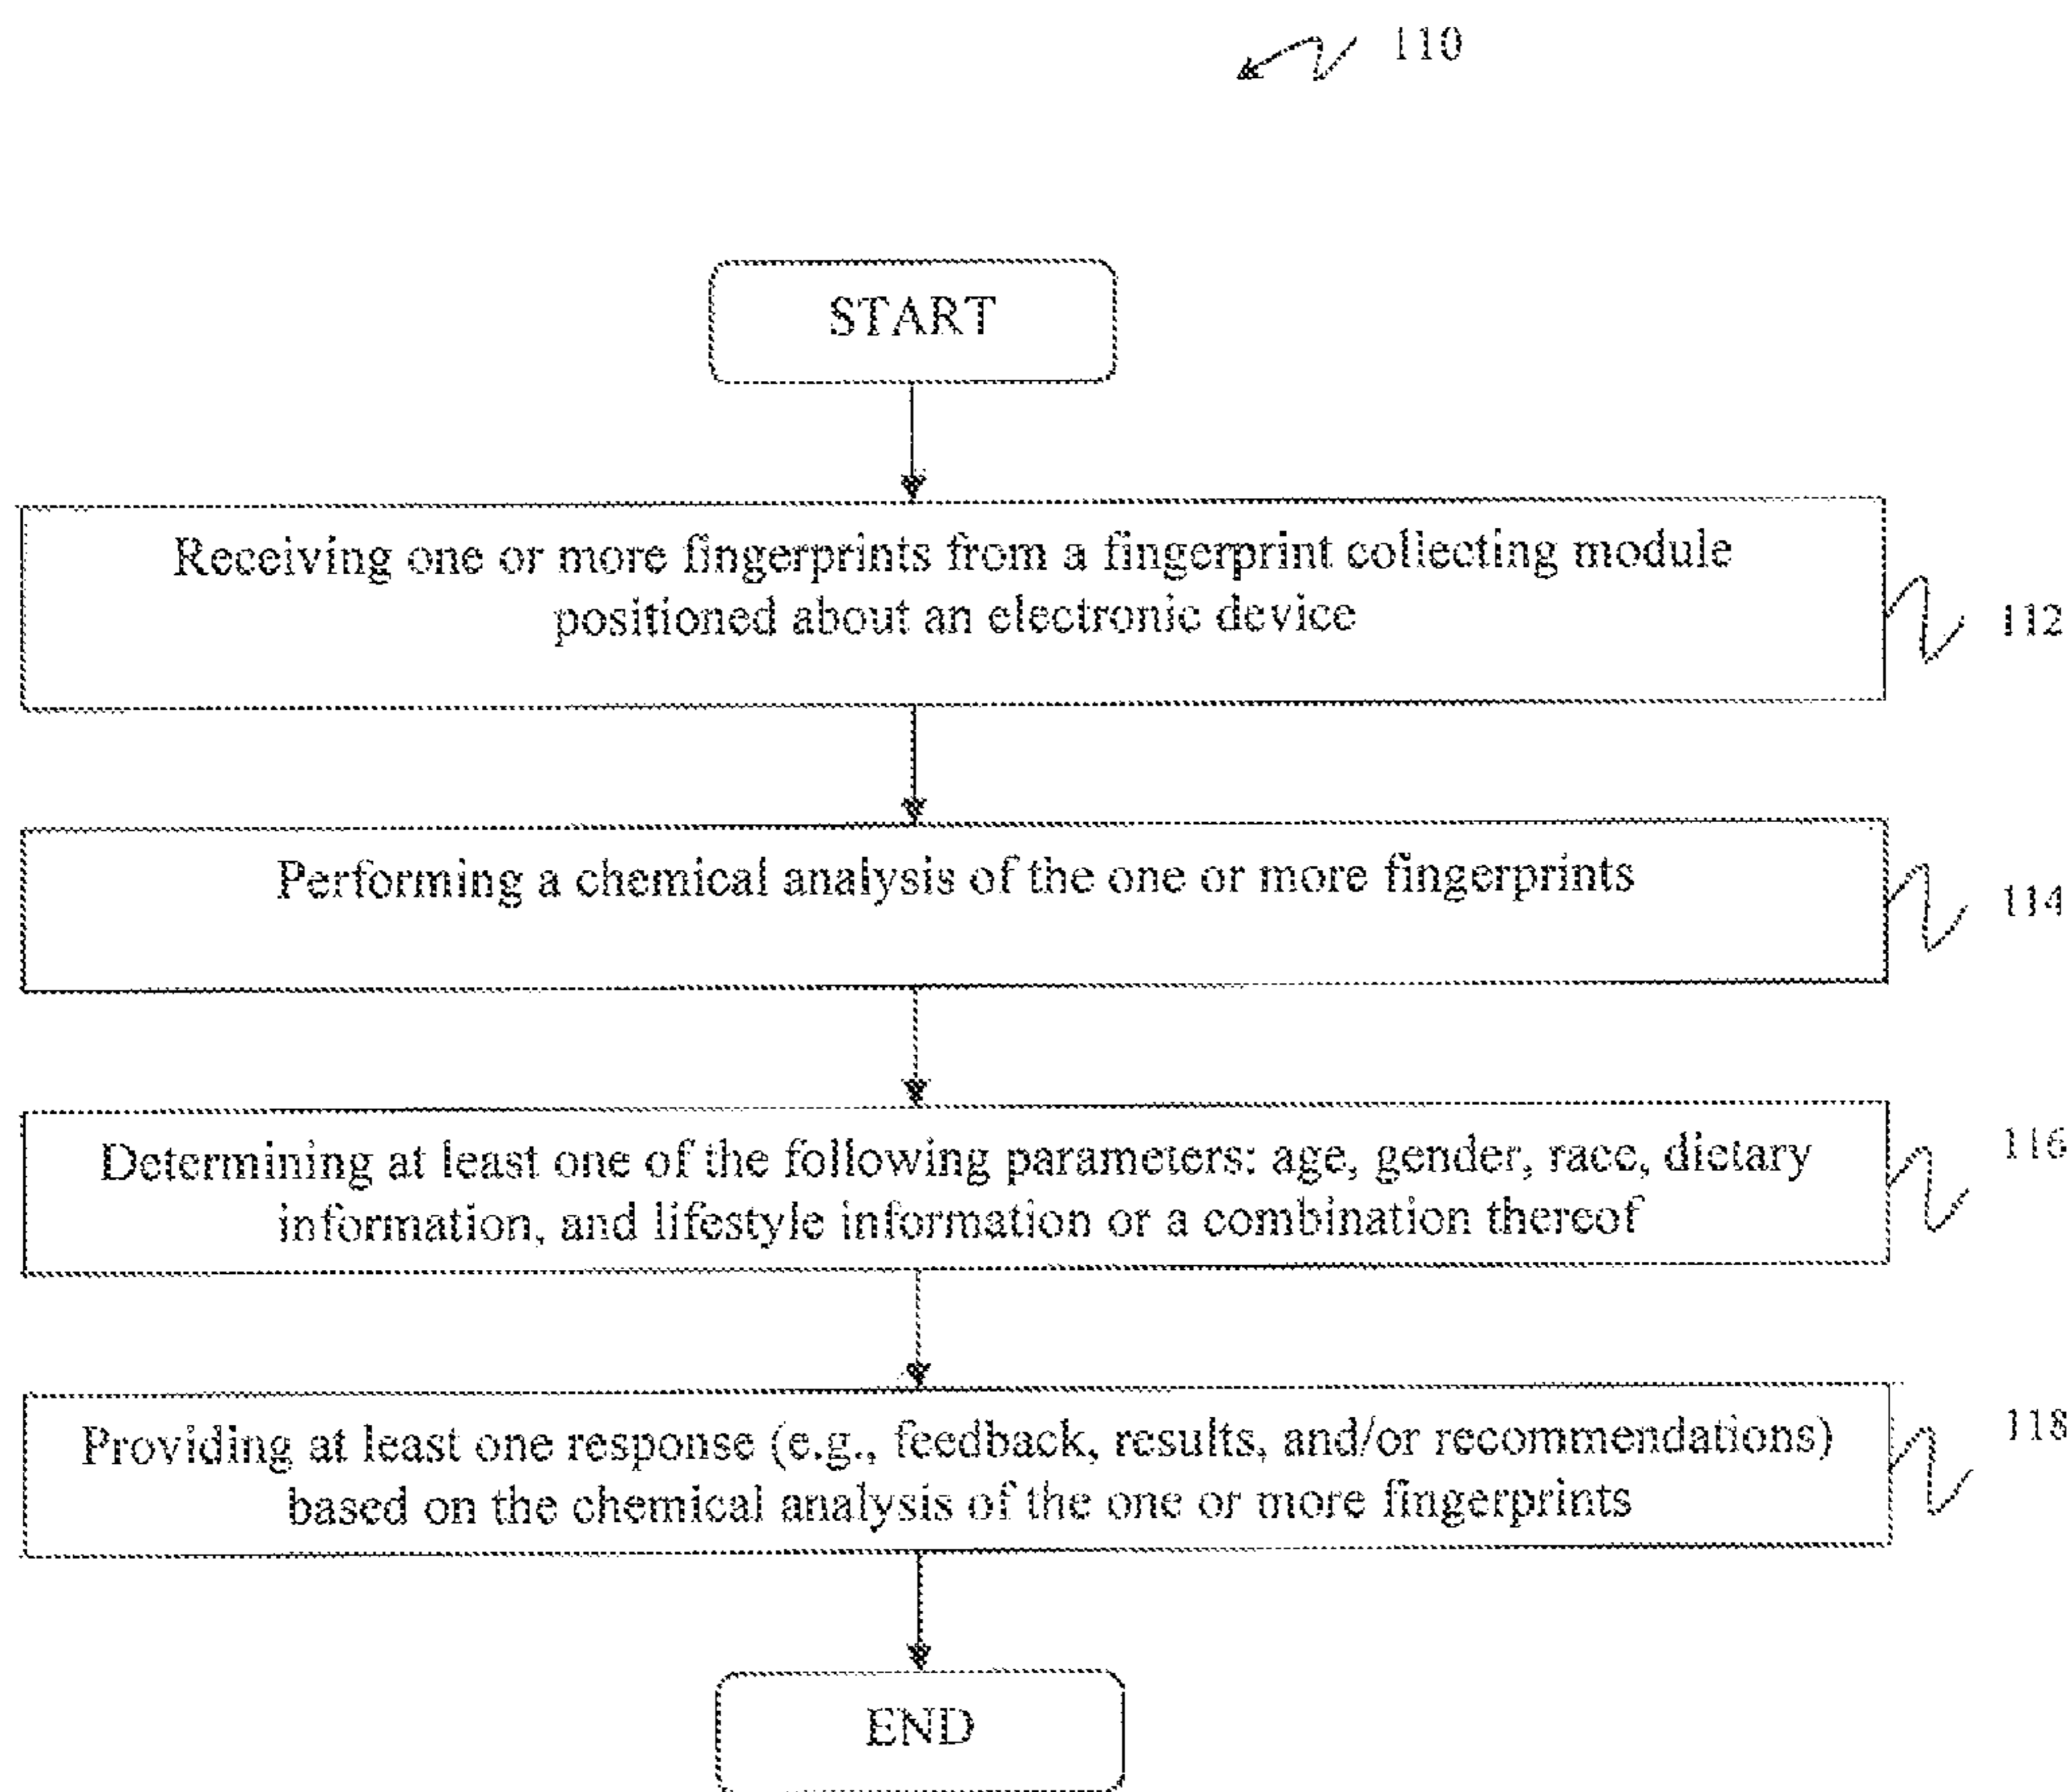 110
START
Receiving one or more fingerprints from a fingerprint collecting module
positioned about an electronic device
112
Performing a chemical analysis of the one or more fingerprints
114
Determining at least one of the following parameters: age, gender, race, dietary
information, and lifestyle information or a combination thereof
116
Providing at least one response (e.g., feedback, results, and/or recommendations)
based on the chemical analysis of the one or more fingerprints
118
END